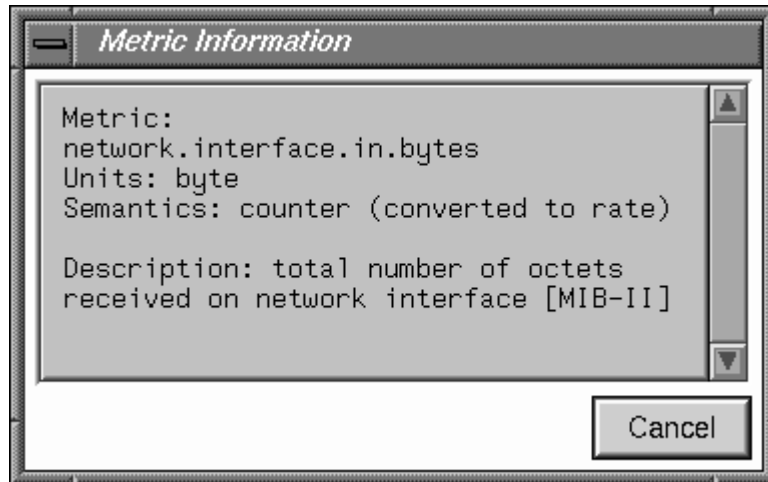 Metric Information
Metric:
network.interface.in.bytes
Units: byte
Semantics: counter (converted to rate)
Description: total number of octets
received on network interface [MIB-II]
Cancel